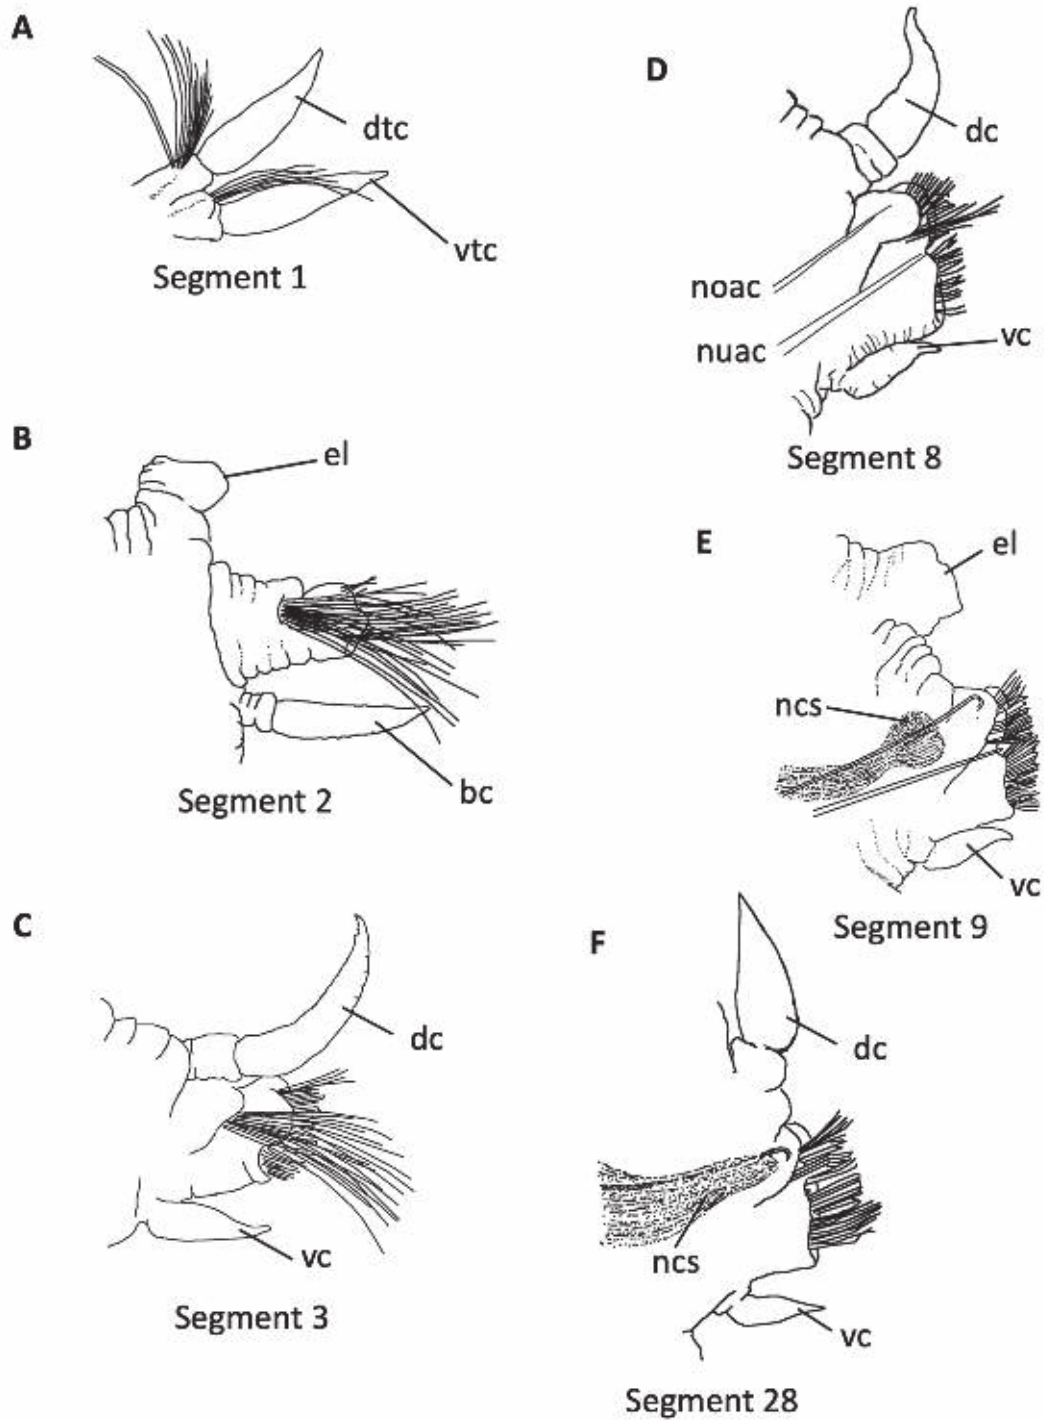 A
dtc
vtc
Segment 1
B
el
bc
Segment 2
C
dc
vc
Segment 3
D
dc
noac
nuac
vc
Segment 8
E
el
ncs
vc
Segment 9
F
dc
ncs
vc
Segment 28